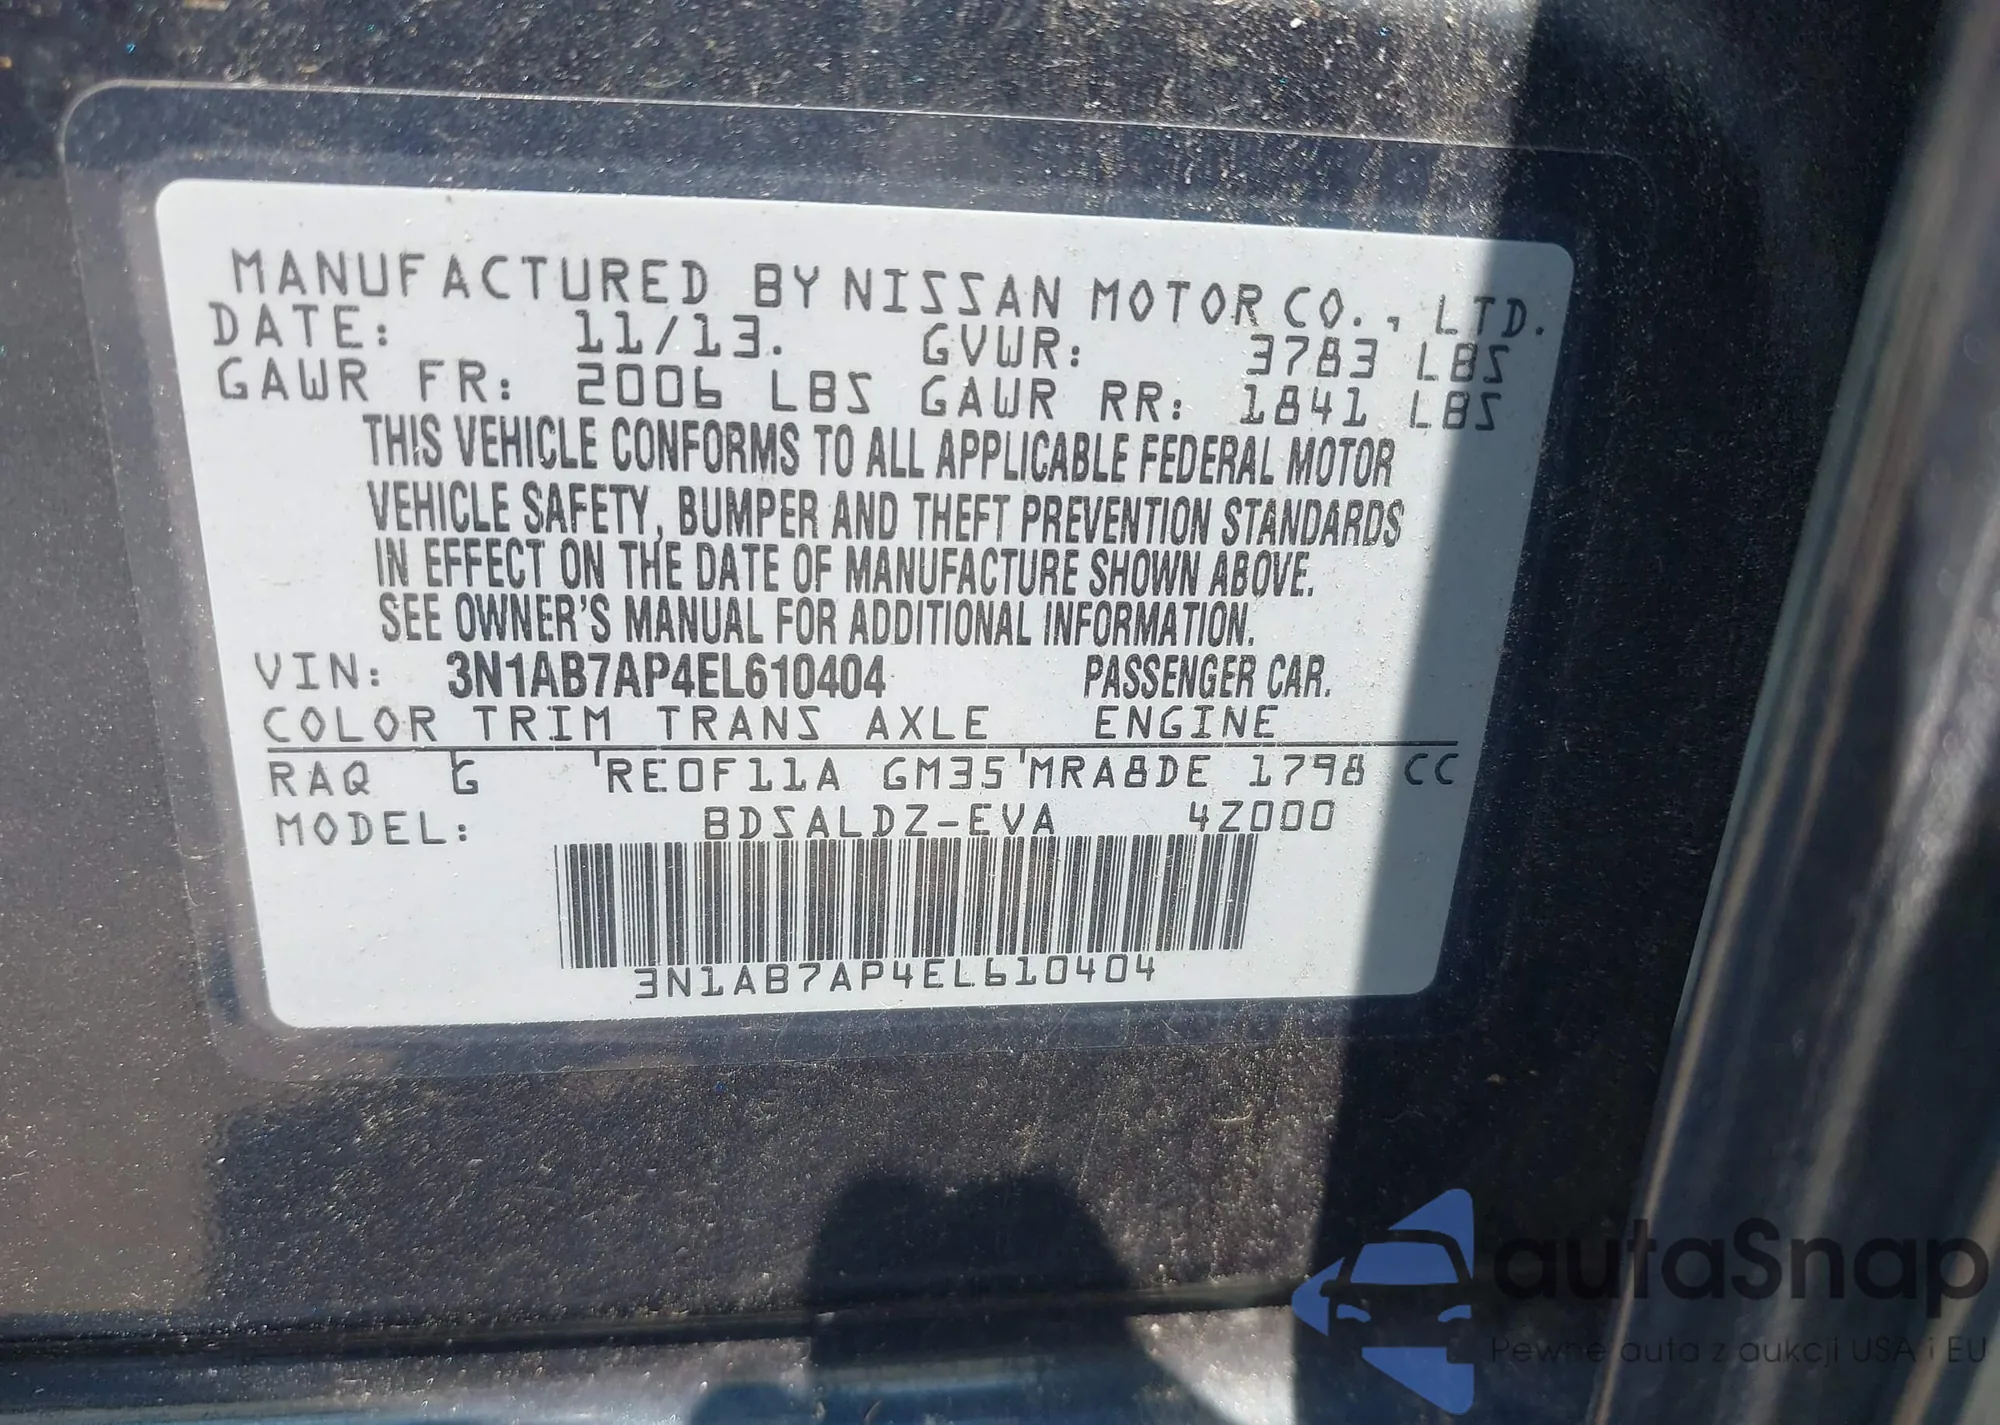 MANUFACTURED BY NISSAN MOTOR CO., LTD.
DATE: 11/13. GVWR: 3783 LBS
GAWR FR: 2006 LBS GAWR RR: 1841 LBS
THIS VEHICLE CONFORMS TO ALL APPLICABLE FEDERAL MOTOR
VEHICLE SAFETY, BUMPER AND THEFT PREVENTION STANDARDS
IN EFFECT ON THE DATE OF MANUFACTURE SHOWN ABOVE.
SEE OWNER'S MANUAL FOR ADDITIONAL INFORMATION.
VIN: 3N1AB7AP4EL610404 PASSENGER CAR.
COLOR TRIM TRANS AXLE ENGINE
RAQ G RE0F11A GM35 MRA8DE 1798 CC
MODEL: BDSALDZ-EVA 4Z000
3N1AB7AP4EL610404
autaSnap
Pewne auta z aukcji USA i EU